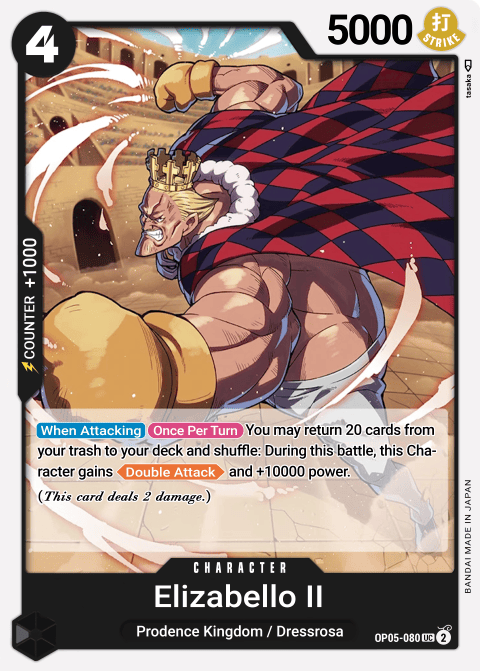 4
5000
打
STRIKE
tasaka
COUNTER +1000
When Attacking Once Per Turn You may return 20 cards from
your trash to your deck and shuffle: During this battle, this Cha-
racter gains Double Attack and +10000 power.
(This card deals 2 damage.)
CHARACTER
Elizabello II
Prodence Kingdom / Dressrosa
OP05-080 UC 2
BANDAI MADE IN JAPAN